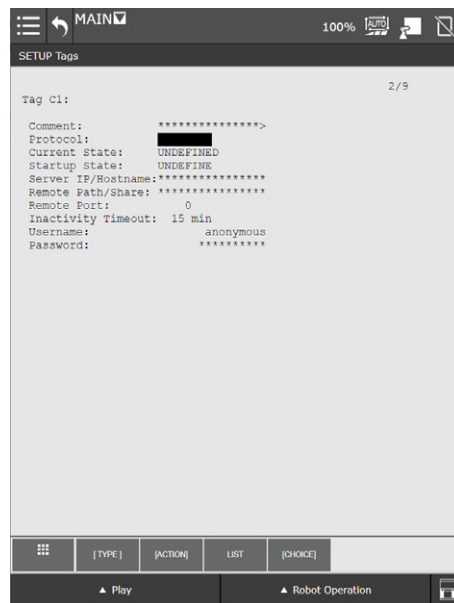 MAIN
100% AUTO
SETUP Tags
2/9
Tag C1:
Comment: ***************>
Protocol:
Current State: UNDEFINED
Startup State: UNDEFINE
Server IP/Hostname:****************
Remote Path/Share: ****************
Remote Port: 0
Inactivity Timeout: 15 min
Username: anonymous
Password: **********
[TYPE] [ACTION] LIST [CHOICE]
▲ Play ▲ Robot Operation